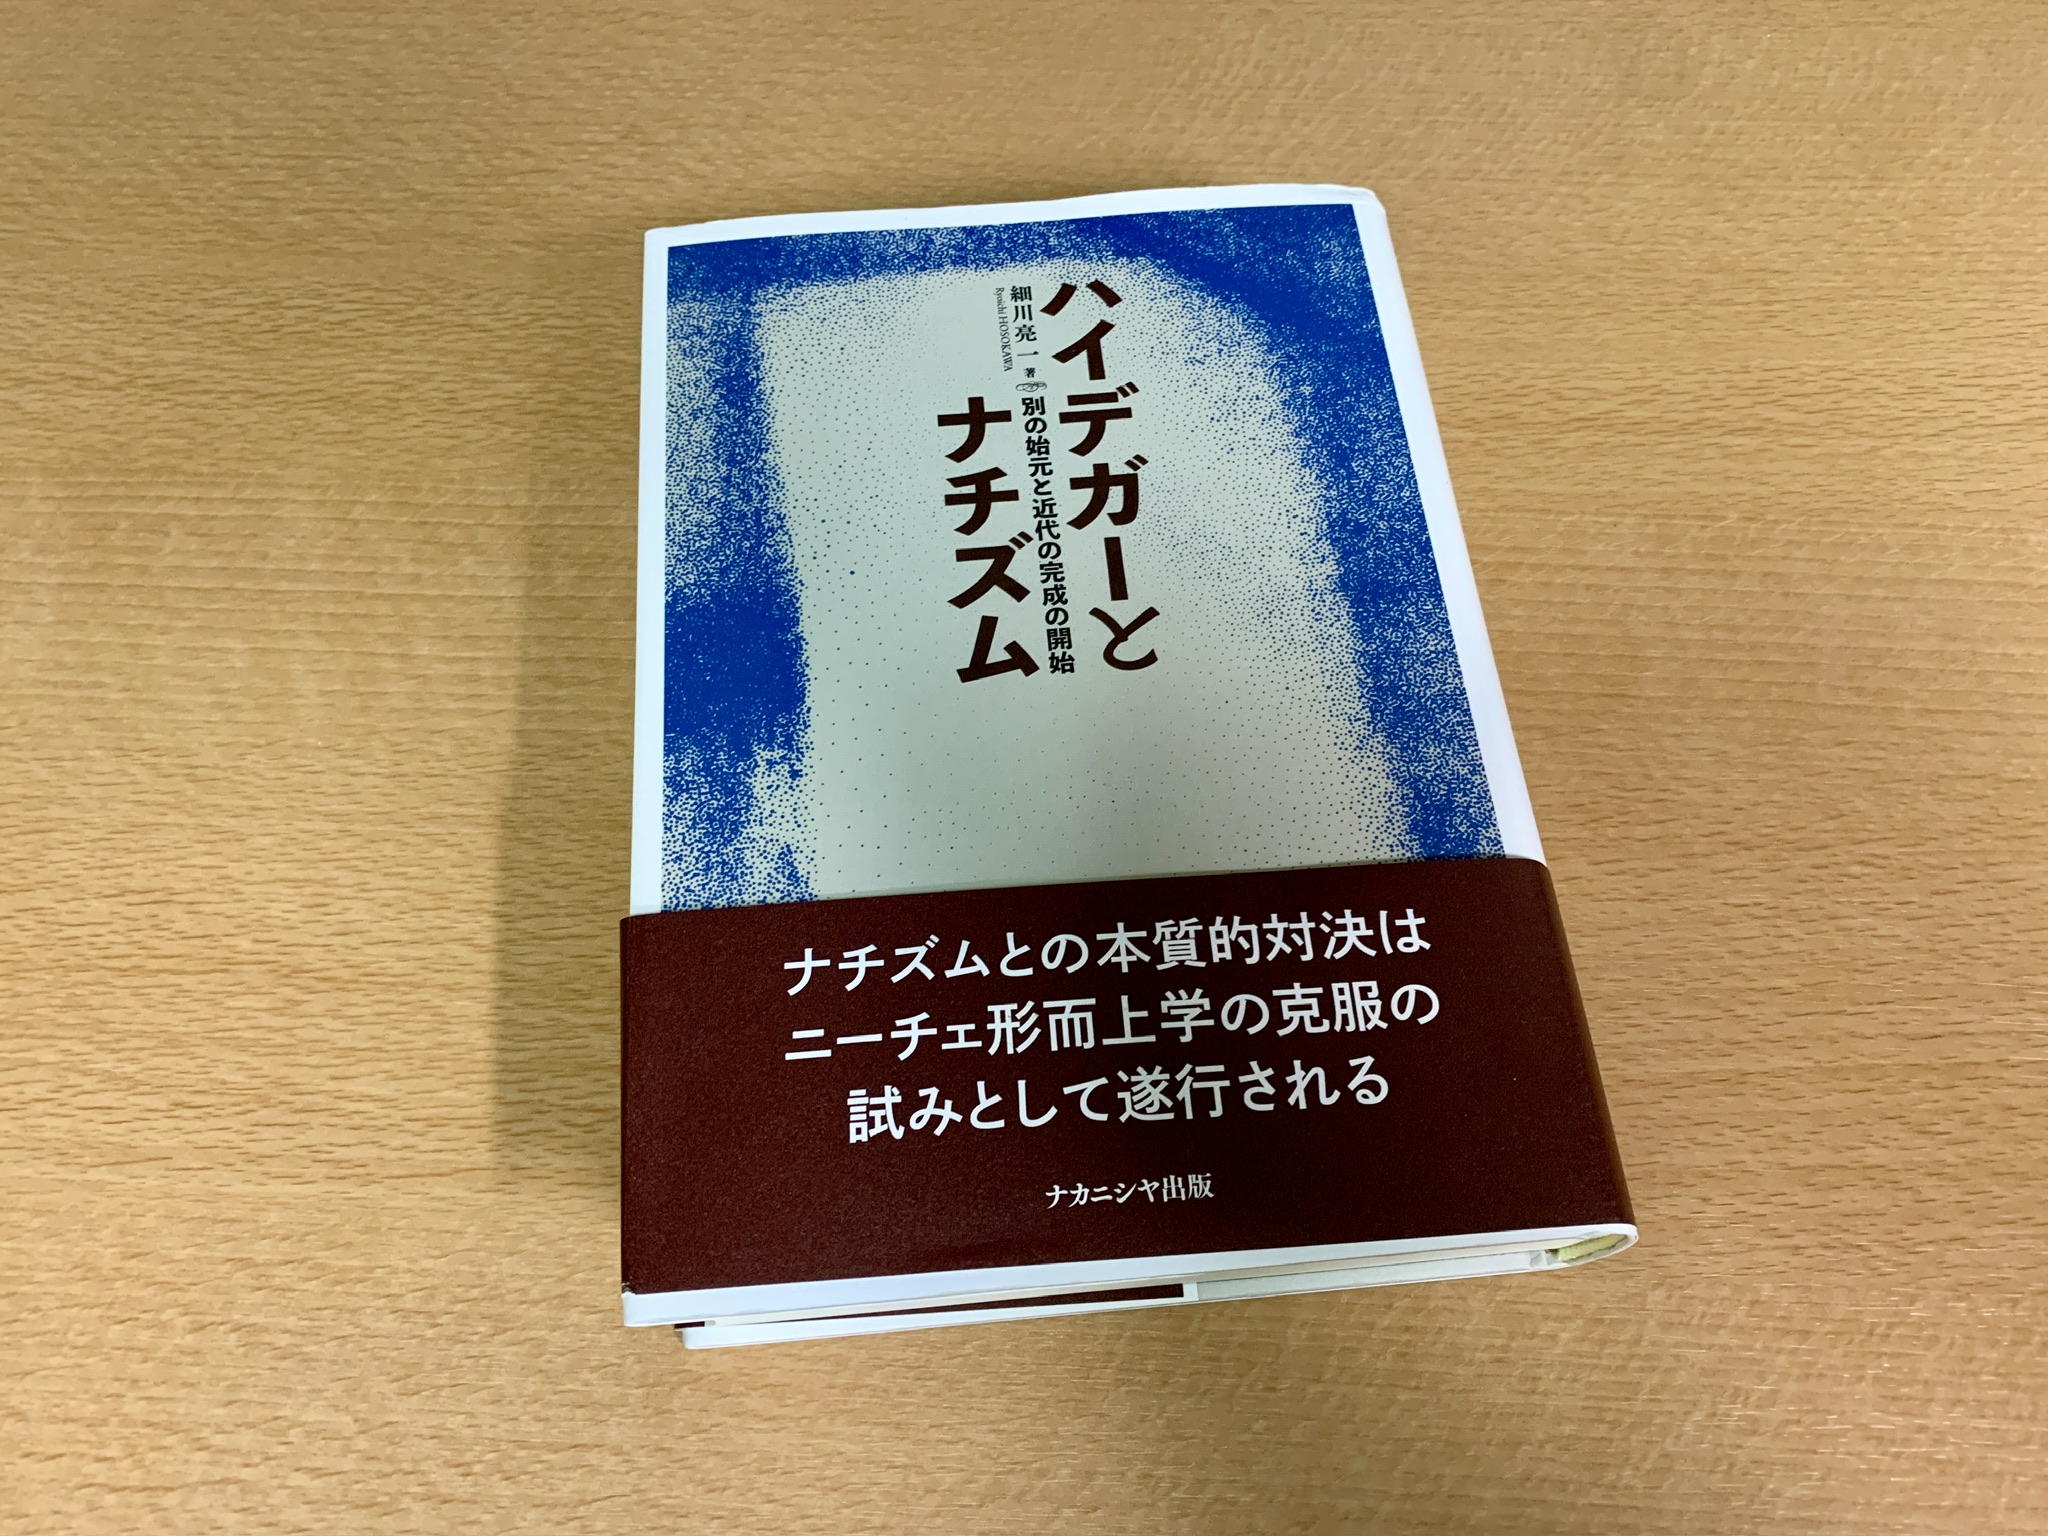 ハイデガーと
ナチズム
別の始元と近代の完成の開始
細川亮一 著
Ryoichi HOSOKAWA
ナチズムとの本質的対決は
ニーチェ形而上学の克服の
試みとして遂行される
ナカニシヤ出版